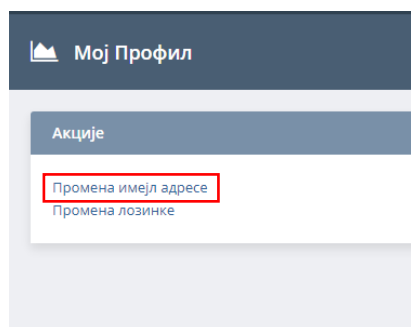 Мој Профил
Акције
Промена имејл адресе
Промена лозинке